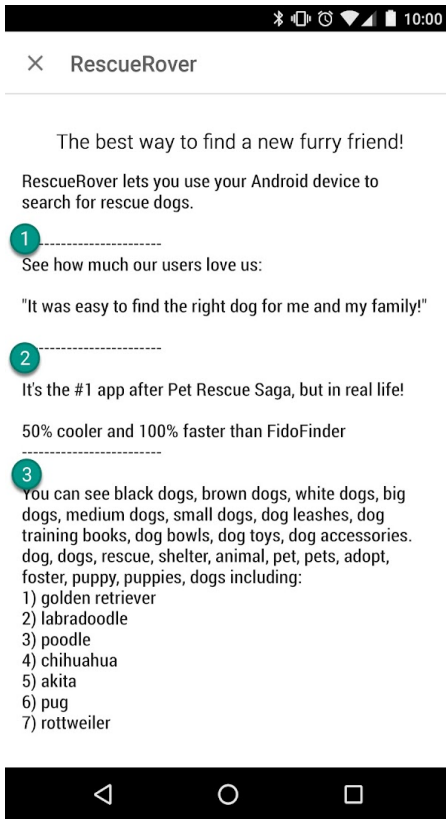 10:00
× RescueRover
The best way to find a new furry friend!
RescueRover lets you use your Android device to
search for rescue dogs.
1
----------------------
See how much our users love us:
"It was easy to find the right dog for me and my family!"
----------------------
2
It's the #1 app after Pet Rescue Saga, but in real life!
50% cooler and 100% faster than FidoFinder
-------------------------
3
You can see black dogs, brown dogs, white dogs, big
dogs, medium dogs, small dogs, dog leashes, dog
training books, dog bowls, dog toys, dog accessories.
dog, dogs, rescue, shelter, animal, pet, pets, adopt,
foster, puppy, puppies, dogs including:
1) golden retriever
2) labradoodle
3) poodle
4) chihuahua
5) akita
6) pug
7) rottweiler